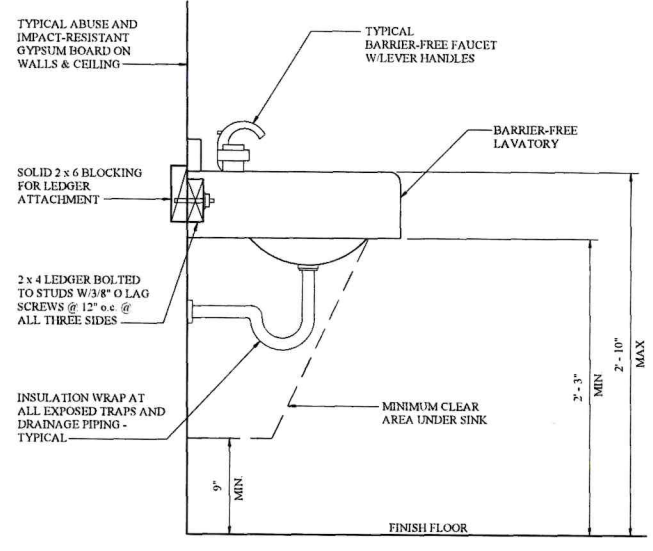 TYPICAL ABUSE AND
IMPACT-RESISTANT
GYPSUM BOARD ON
WALLS & CEILING
TYPICAL
BARRIER-FREE FAUCET
W/LEVER HANDLES
BARRIER-FREE
LAVATORY
SOLID 2 x 6 BLOCKING
FOR LEDGER
ATTACHMENT
2 x 4 LEDGER BOLTED
TO STUDS W/3/8" O LAG
SCREWS @ 12" o.c. @
ALL THREE SIDES
INSULATION WRAP AT
ALL EXPOSED TRAPS AND
DRAINAGE PIPING -
TYPICAL
MINIMUM CLEAR
AREA UNDER SINK
9"
MIN.
2' - 3"
MIN
2' - 10"
MAX
FINISH FLOOR